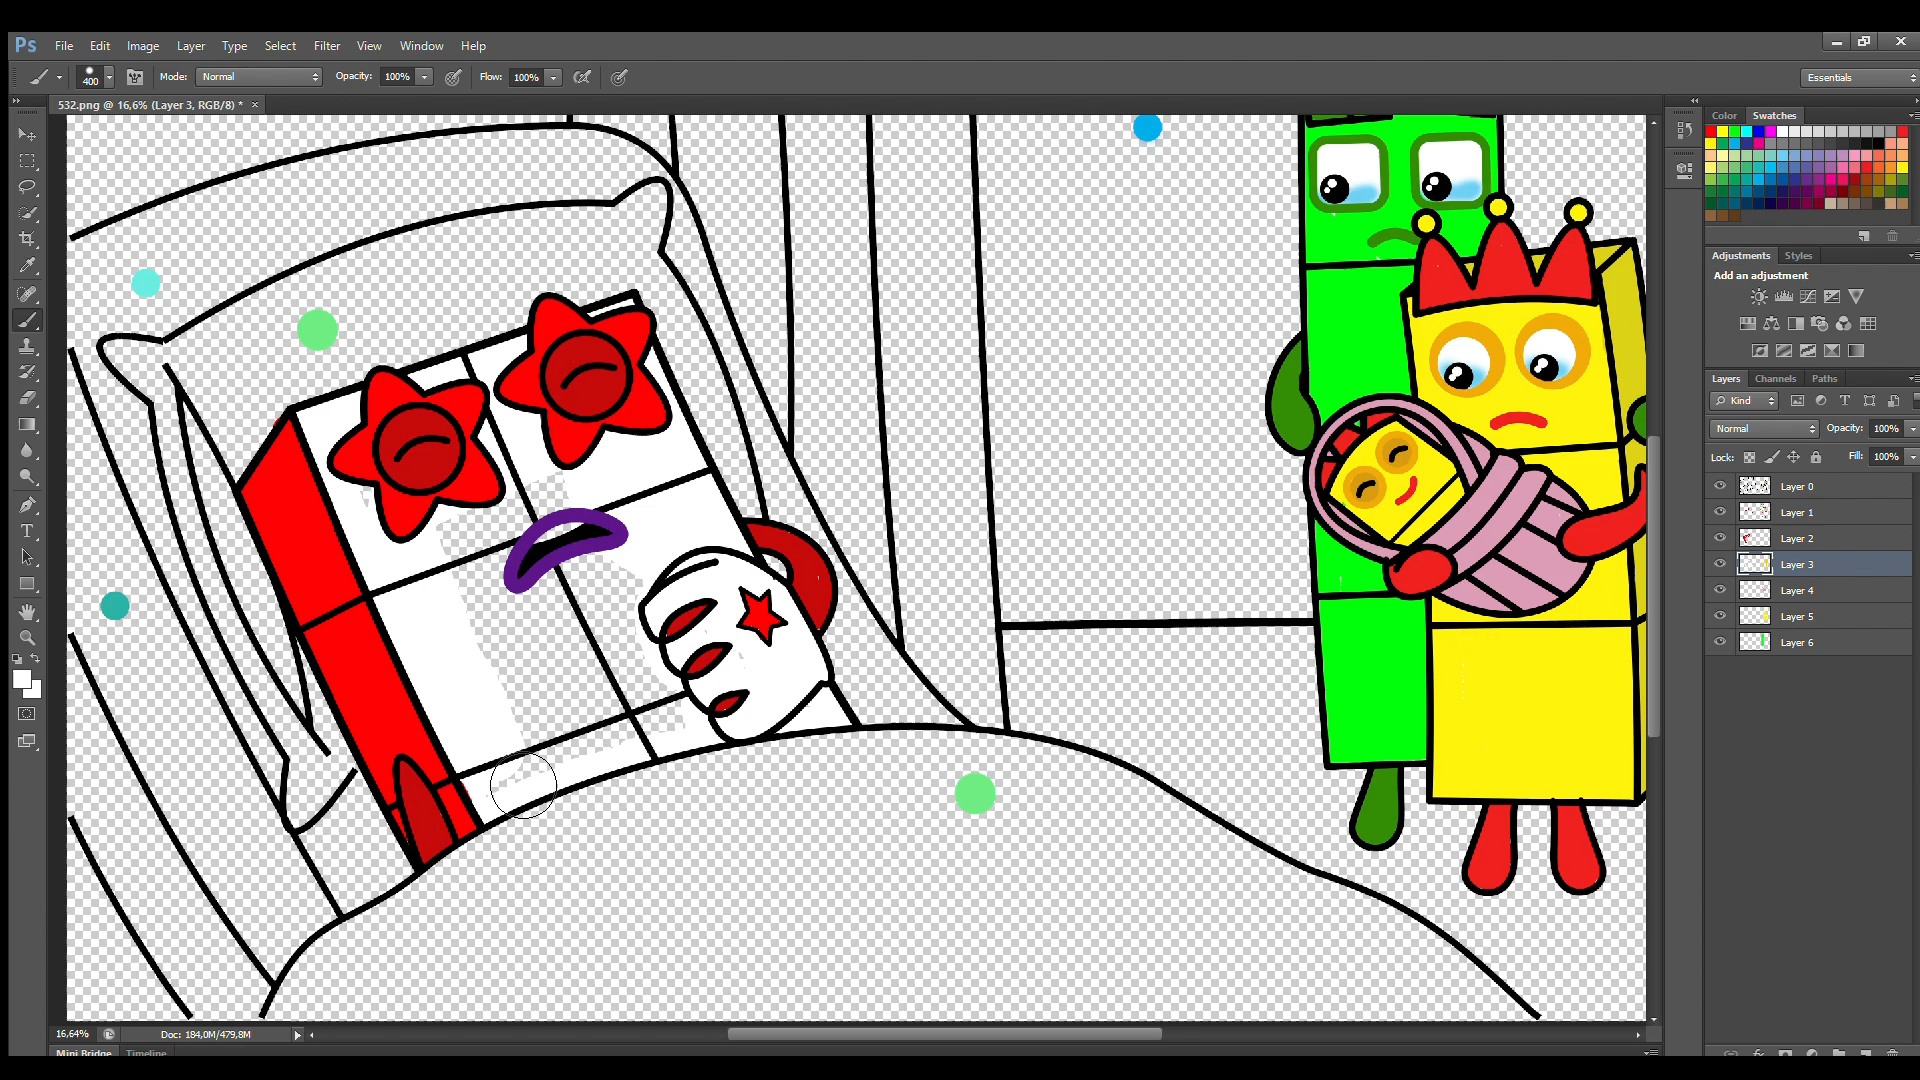 Ps File Edit Image Layer Type Select Filter View Window Help
400 Mode: Normal Opacity: 100% Flow: 100% Essentials
532.png @ 16,6% (Layer 3, RGB/8) * ×
Color Swatches
Adjustments Styles
Add an adjustment
Layers Channels Paths
Kind
Normal Opacity: 100%
Lock: Fill: 100%
Layer 0
Layer 1
Layer 2
Layer 3
Layer 4
Layer 5
Layer 6
16.64% Doc: 184,0M/479,8M
Mini Bridge Timeline